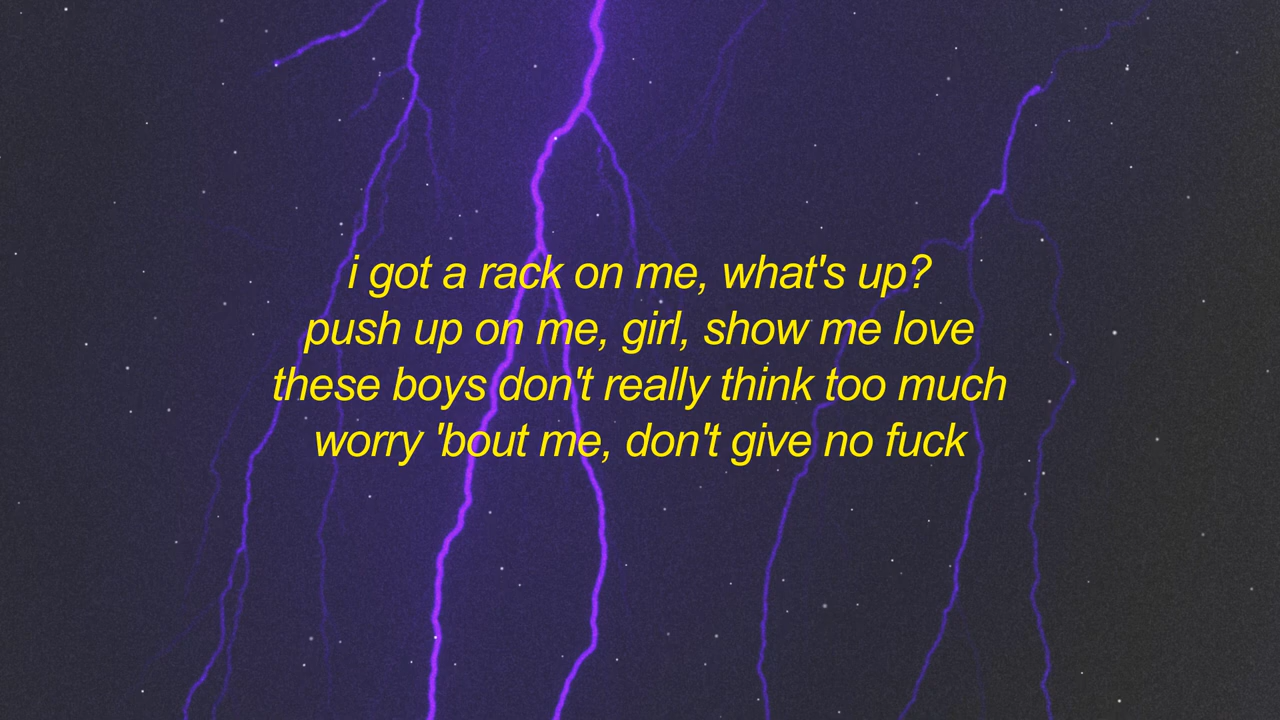 i got a rack on me, what's up?
push up on me, girl, show me love
these boys don't really think too much
worry 'bout me, don't give no fuck